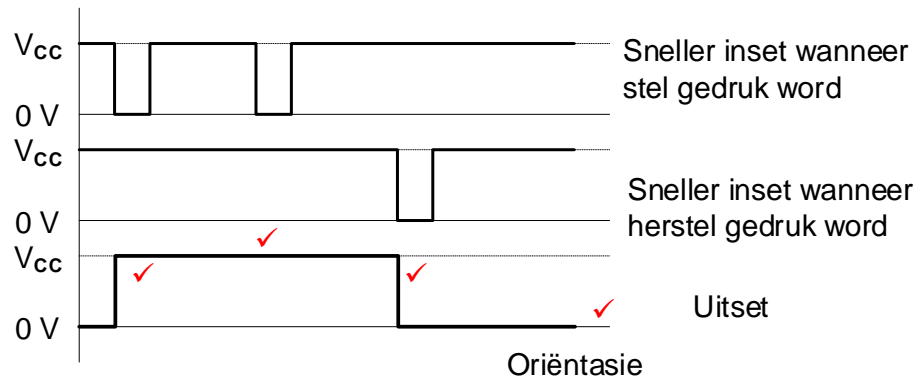 Vcc
Sneller inset wanneer
stel gedruk word
0 V
Vcc
Sneller inset wanneer
herstel gedruk word
0 V
Vcc
Uitset
0 V
Oriëntasie